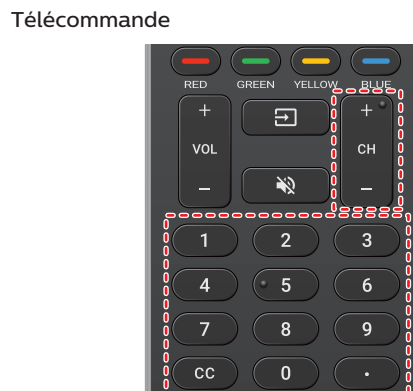 Télécommande
RED GREEN YELLOW BLUE
+ +
VOL CH
– –
1 2 3
4 5 6
7 8 9
CC 0 .